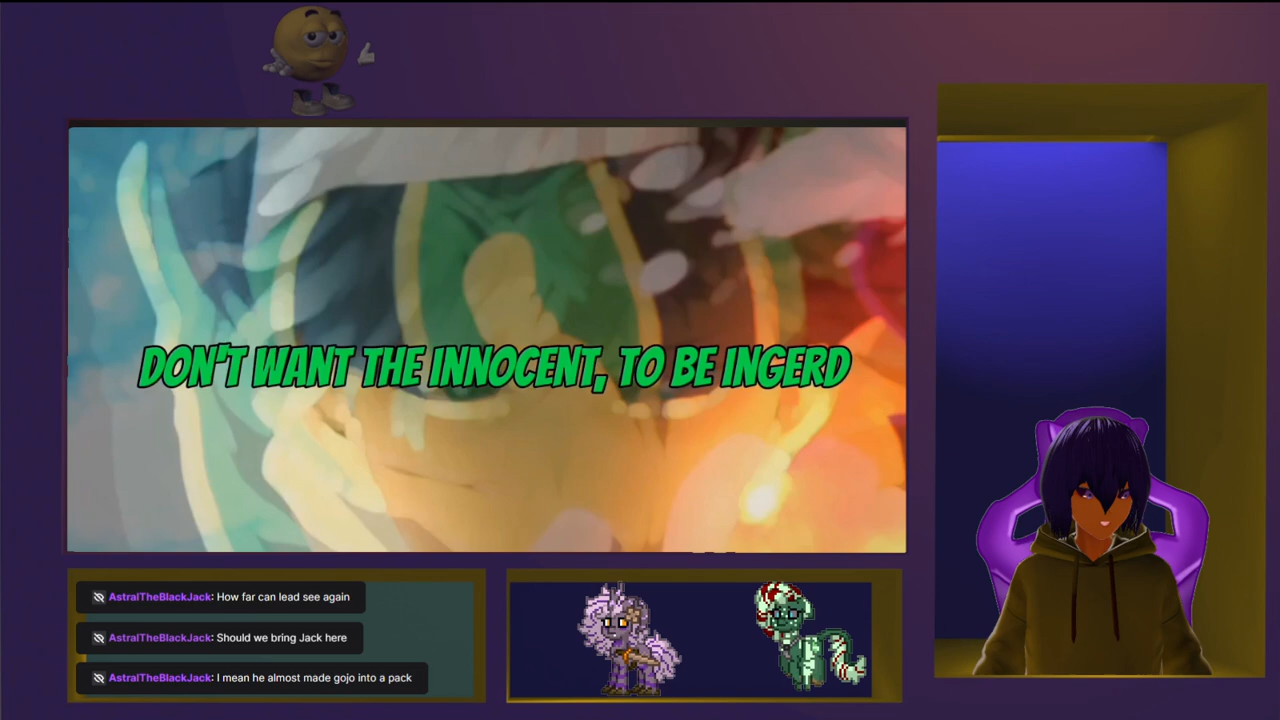 DON'T WANT THE INNOCENT, TO BE INGERD
AstralTheBlackJack: How far can lead see again
AstralTheBlackJack: Should we bring Jack here
AstralTheBlackJack: I mean he almost made gojo into a pack